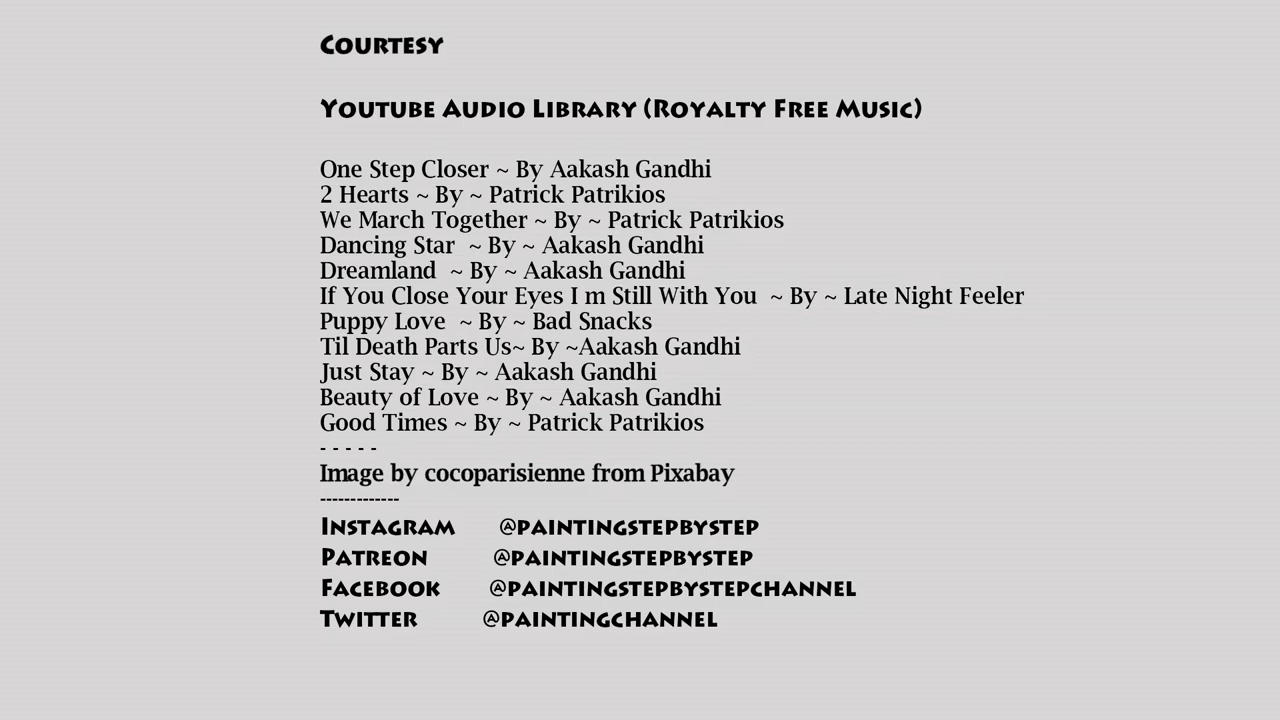 Courtesy
Youtube Audio Library (Royalty Free Music)
One Step Closer ~ By Aakash Gandhi
2 Hearts ~ By ~ Patrick Patrikios
We March Together ~ By ~ Patrick Patrikios
Dancing Star  ~ By ~ Aakash Gandhi
Dreamland  ~ By ~ Aakash Gandhi
If You Close Your Eyes I m Still With You  ~ By ~ Late Night Feeler
Puppy Love  ~ By ~ Bad Snacks
Til Death Parts Us~ By ~Aakash Gandhi
Just Stay ~ By ~ Aakash Gandhi
Beauty of Love ~ By ~ Aakash Gandhi
Good Times ~ By ~ Patrick Patrikios
- - - - -
Image by cocoparisienne from Pixabay
-------------
Instagram @paintingstepbystep
Patreon @paintingstepbystep
Facebook @paintingstepbystepchannel
Twitter @paintingchannel